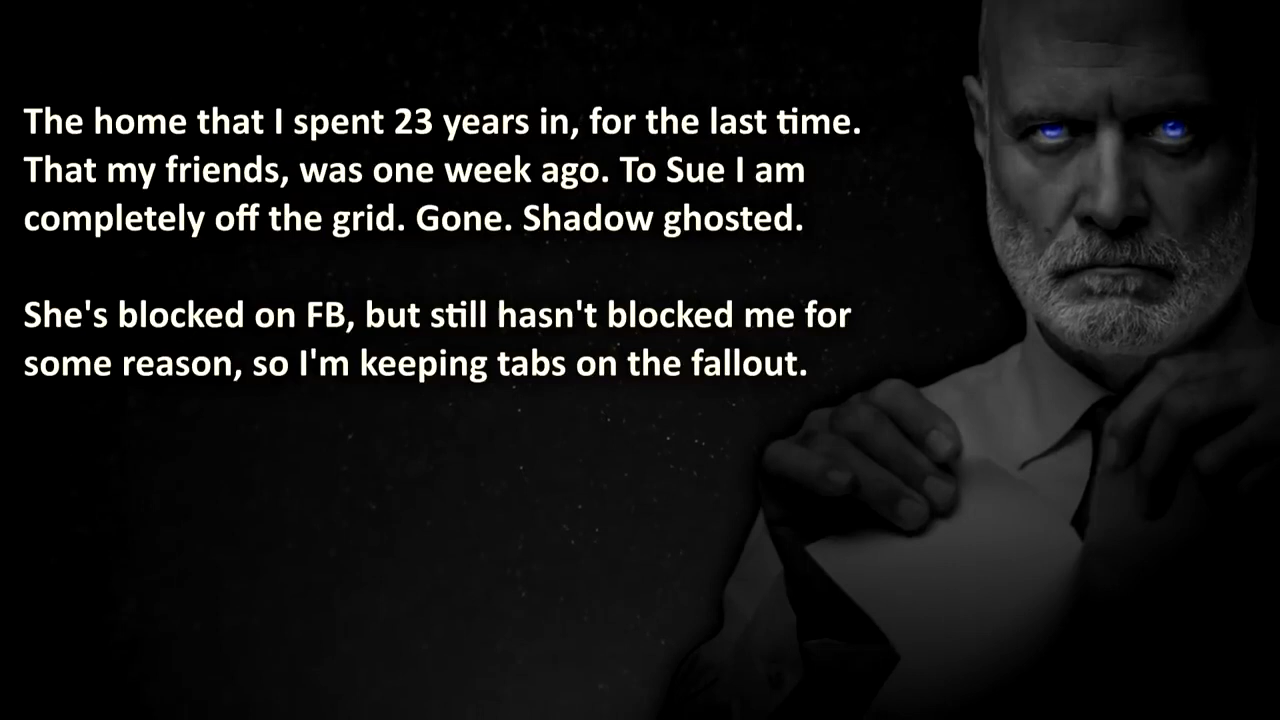 The home that I spent 23 years in, for the last time.
That my friends, was one week ago. To Sue I am
completely off the grid. Gone. Shadow ghosted.
She's blocked on FB, but still hasn't blocked me for
some reason, so I'm keeping tabs on the fallout.